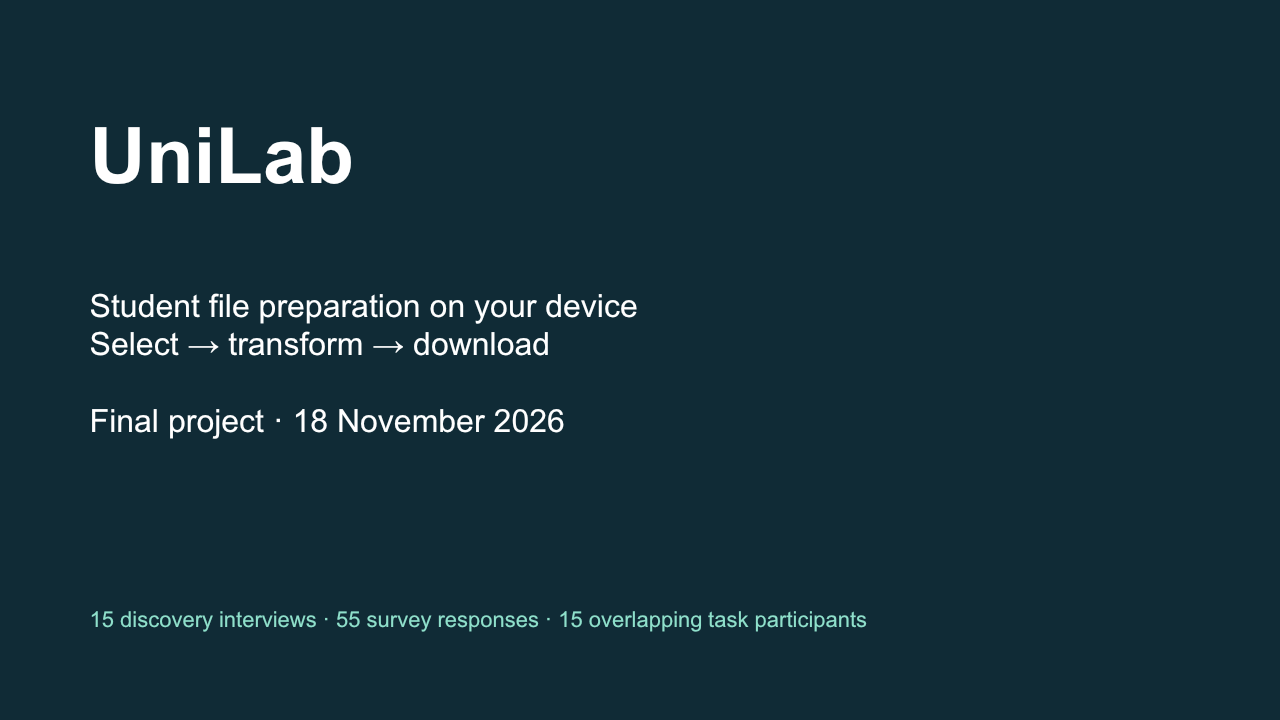 UniLab
Student file preparation on your device
Select → transform → download
Final project · 18 November 2026
15 discovery interviews · 55 survey responses · 15 overlapping task participants